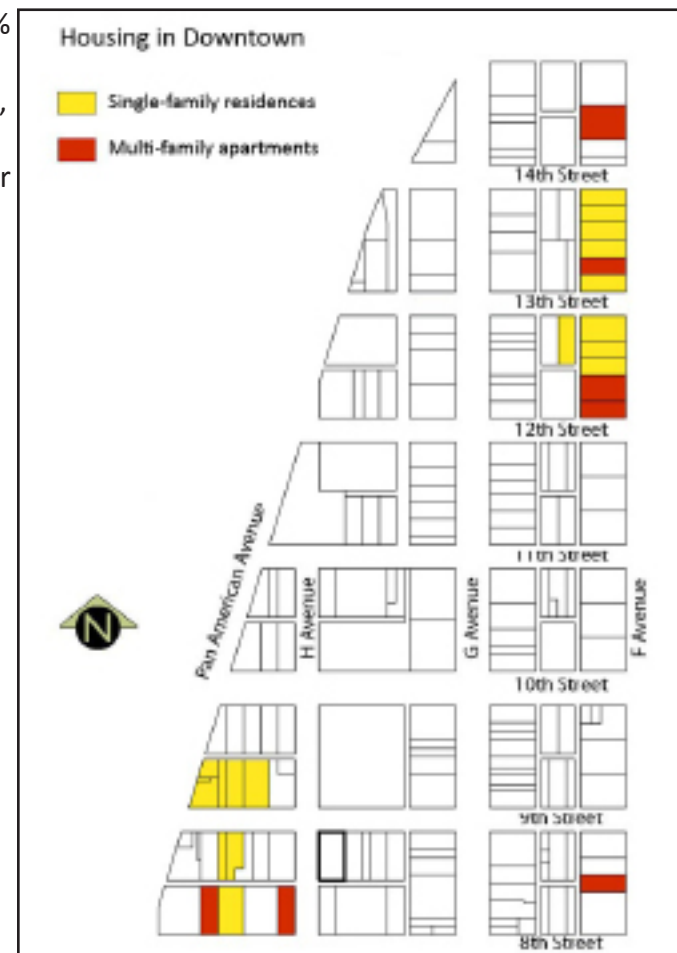 %
,
r
Housing in Downtown
Single-family residences
Multi-family apartments
14th Street
13th Street
12th Street
11th Street
Pan American Avenue
H Avenue
G Avenue
F Avenue
N
10th Street
9th Street
8th Street